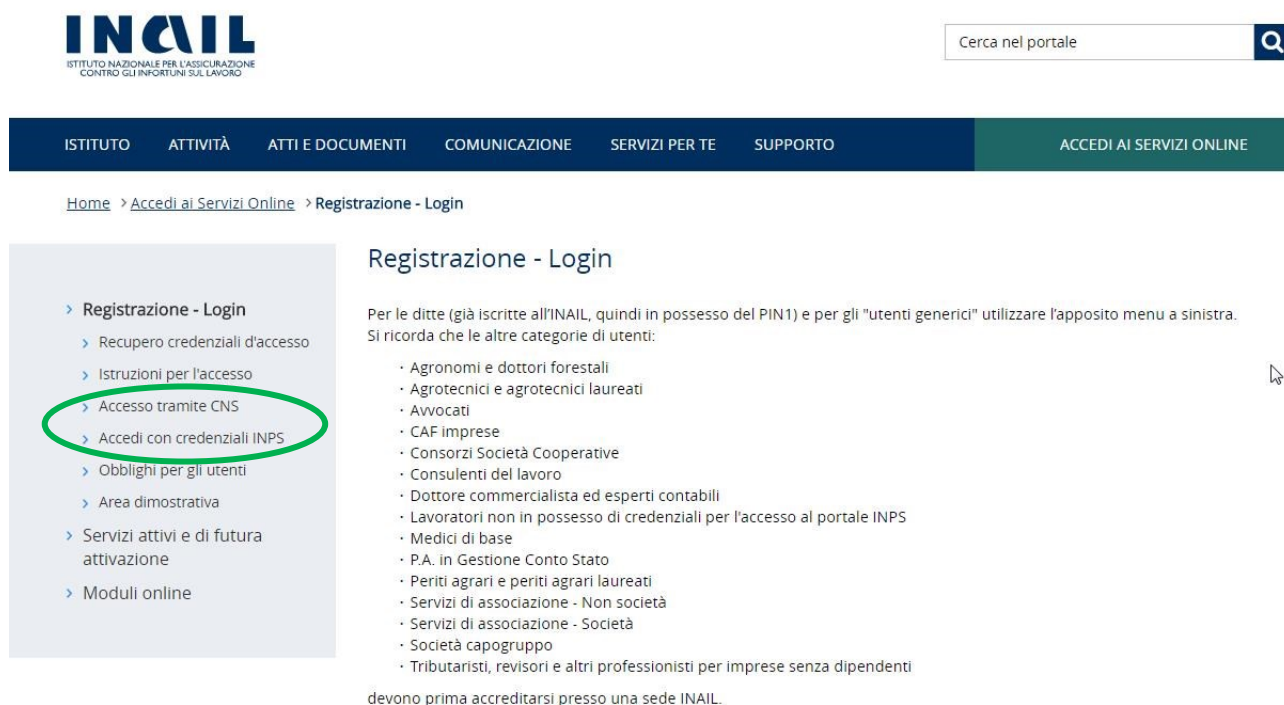 INAIL
ISTITUTO NAZIONALE PER L'ASSICURAZIONE
CONTRO GLI INFORTUNI SUL LAVORO
Cerca nel portale
ISTITUTO ATTIVITÀ ATTI E DOCUMENTI COMUNICAZIONE SERVIZI PER TE SUPPORTO ACCEDI AI SERVIZI ONLINE
Home > Accedi ai Servizi Online > Registrazione - Login
> Registrazione - Login
> Recupero credenziali d'accesso
> Istruzioni per l'accesso
> Accesso tramite CNS
> Accedi con credenziali INPS
> Obblighi per gli utenti
> Area dimostrativa
> Servizi attivi e di futura
attivazione
> Moduli online
Registrazione - Login
Per le ditte (già iscritte all'INAIL, quindi in possesso del PIN1) e per gli "utenti generici" utilizzare l'apposito menu a sinistra.
Si ricorda che le altre categorie di utenti:
· Agronomi e dottori forestali
· Agrotecnici e agrotecnici laureati
· Avvocati
· CAF imprese
· Consorzi Società Cooperative
· Consulenti del lavoro
· Dottore commercialista ed esperti contabili
· Lavoratori non in possesso di credenziali per l'accesso al portale INPS
· Medici di base
· P.A. in Gestione Conto Stato
· Periti agrari e periti agrari laureati
· Servizi di associazione - Non società
· Servizi di associazione - Società
· Società capogruppo
· Tributaristi, revisori e altri professionisti per imprese senza dipendenti
devono prima accreditarsi presso una sede INAIL.